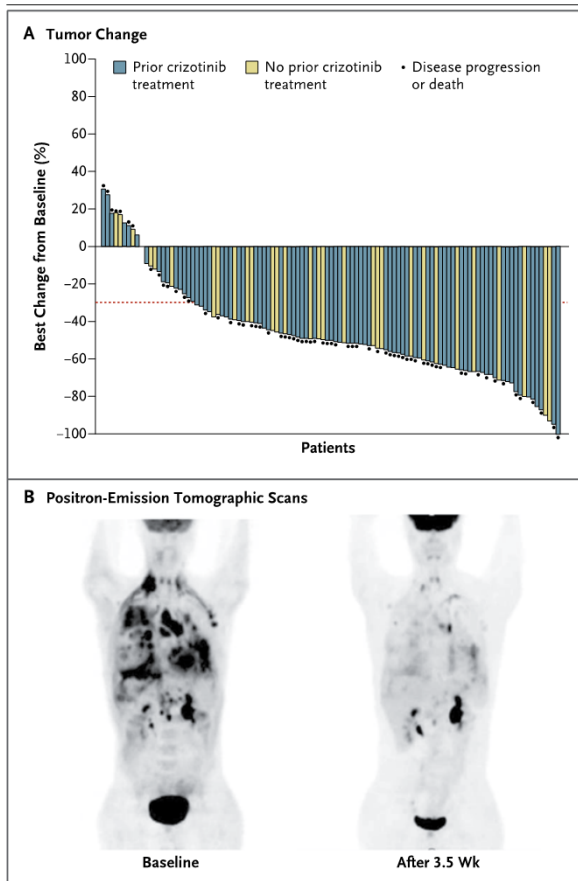 A Tumor Change
Prior crizotinib treatment
No prior crizotinib treatment
• Disease progression or death
Best Change from Baseline (%)
100
80
60
40
20
0
−20
−40
−60
−80
−100
Patients
B Positron-Emission Tomographic Scans
Baseline
After 3.5 Wk